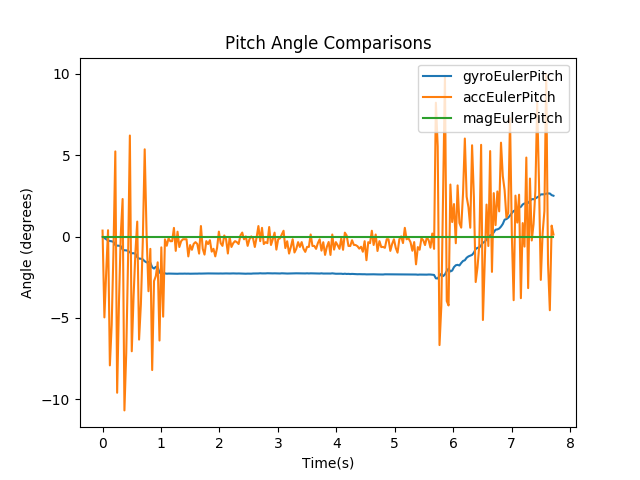 Pitch Angle Comparisons
gyroEulerPitch
accEulerPitch
magEulerPitch
Angle (degrees)
10
5
0
−5
−10
0 1 2 3 4 5 6 7 8
Time(s)